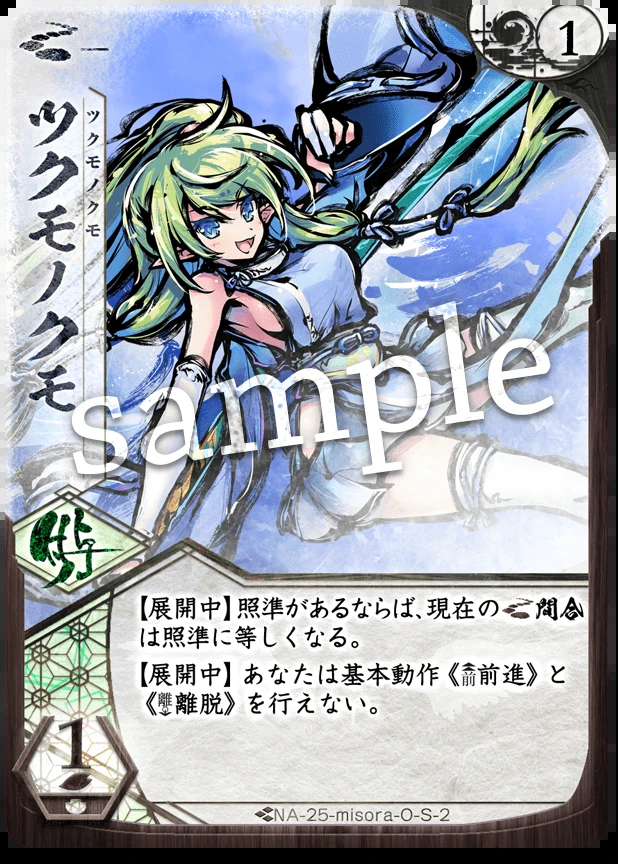 1
ツクモノクモ
ツクモノクモ
sample
【展開中】照準があるならば、現在の間合
は照準に等しくなる。
【展開中】あなたは基本動作《前進》と
《離脱》を行えない。
1
NA-25-misora-O-S-2